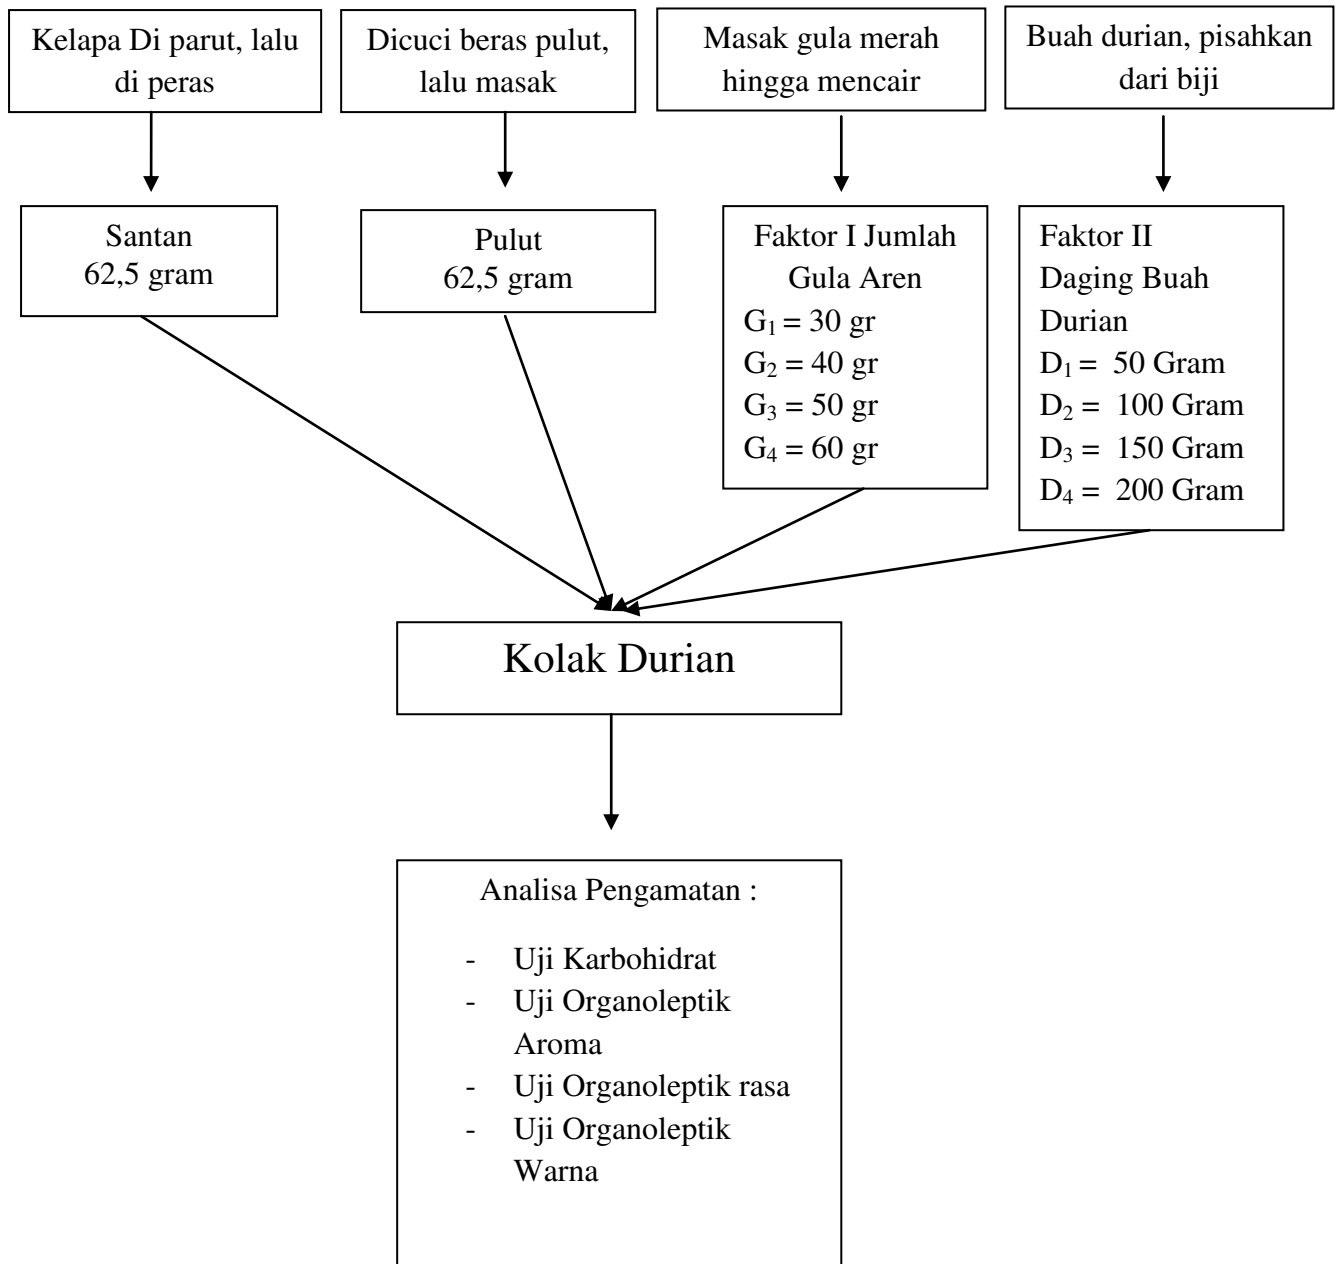 Kelapa Di parut, lalu
di peras
Dicuci beras pulut,
lalu masak
Masak gula merah
hingga mencair
Buah durian, pisahkan
dari biji
Santan
62,5 gram
Pulut
62,5 gram
Faktor I Jumlah
Gula Aren
G₁ = 30 gr
G₂ = 40 gr
G₃ = 50 gr
G₄ = 60 gr
Faktor II
Daging Buah
Durian
D₁ = 50 Gram
D₂ = 100 Gram
D₃ = 150 Gram
D₄ = 200 Gram
Kolak Durian
Analisa Pengamatan :
- Uji Karbohidrat
- Uji Organoleptik
Aroma
- Uji Organoleptik rasa
- Uji Organoleptik
Warna